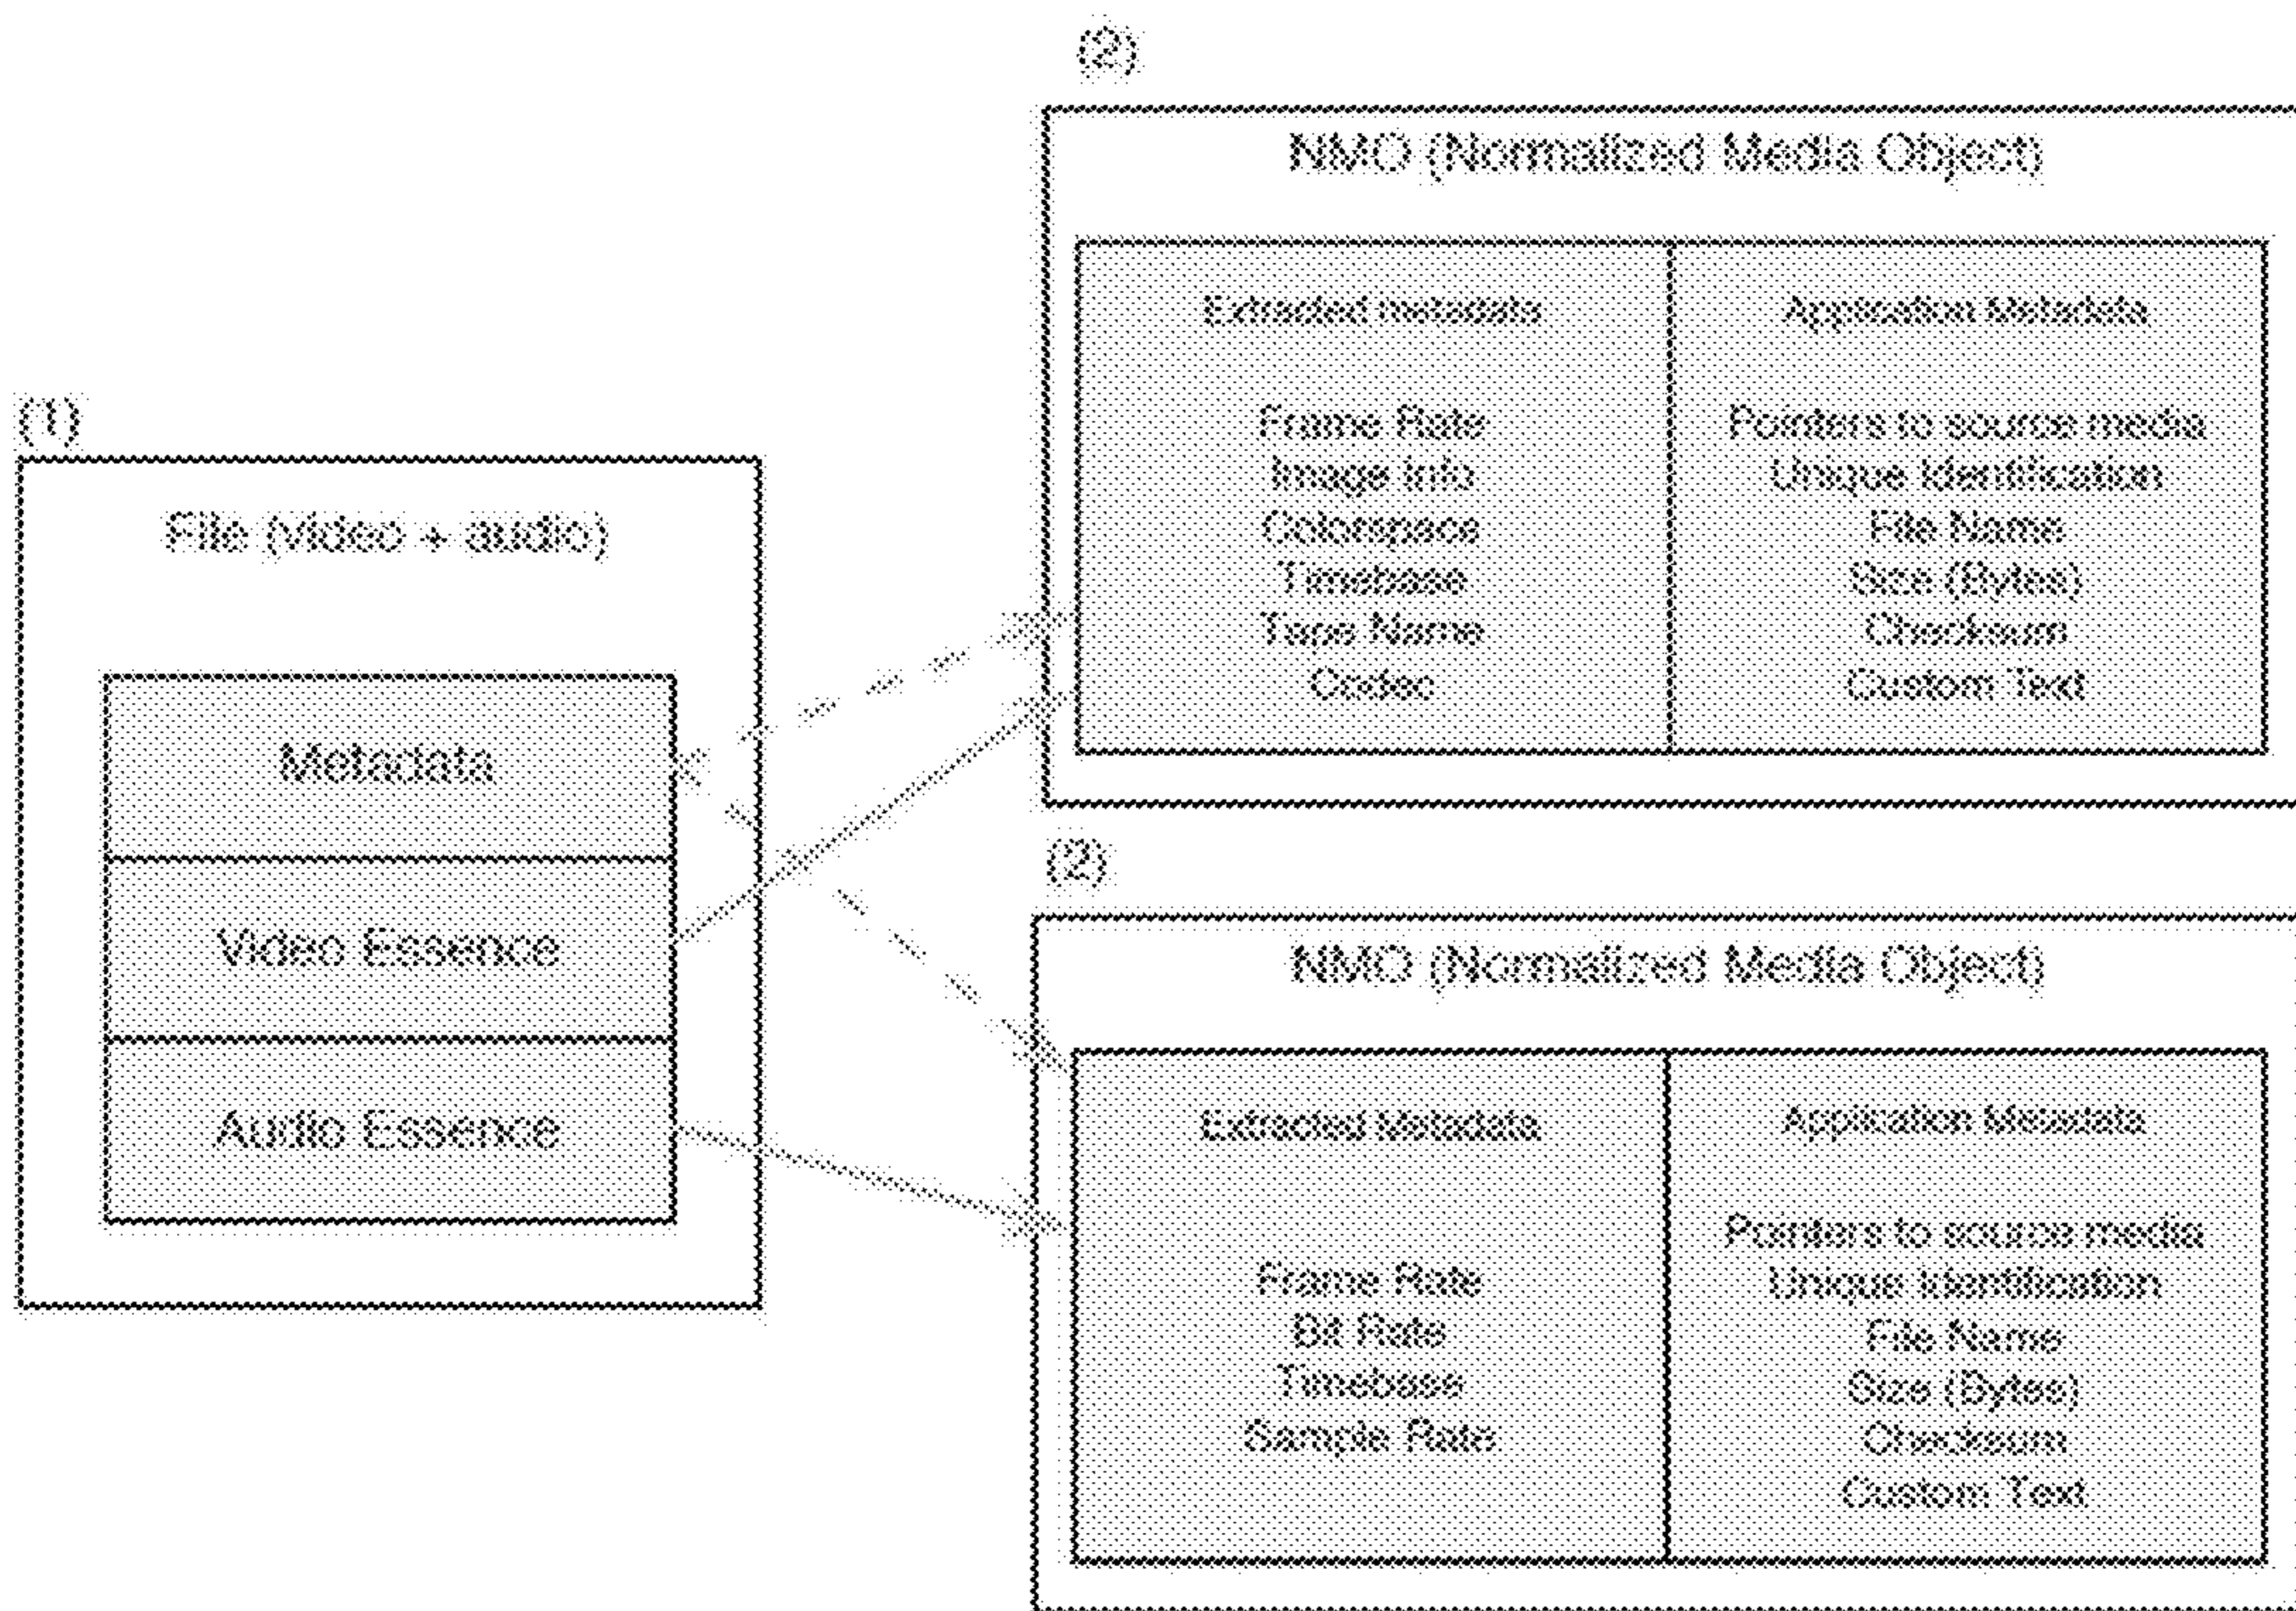 (1)
File (video + audio)
Metadata
Video Essence
Audio Essence
(2)
NMO (Normalized Media Object)
Extracted metadata
Frame Rate
Image Info
Colorspace
Timebase
Tape Name
Codec
Application Metadata
Pointers to source media
Unique Identification
File Name
Size (Bytes)
Checksum
Custom Text
(2)
NMO (Normalized Media Object)
Extracted Metadata
Frame Rate
Bit Rate
Timebase
Sample Rate
Application Metadata
Pointers to source media
Unique Identification
File Name
Size (Bytes)
Checksum
Custom Text